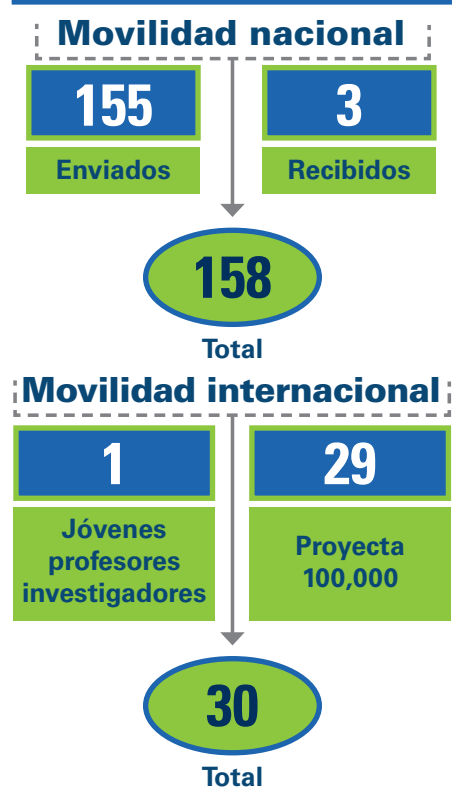 Movilidad nacional
155
Enviados
3
Recibidos
158
Total
Movilidad internacional
1
Jóvenes
profesores
investigadores
29
Proyecta
100,000
30
Total